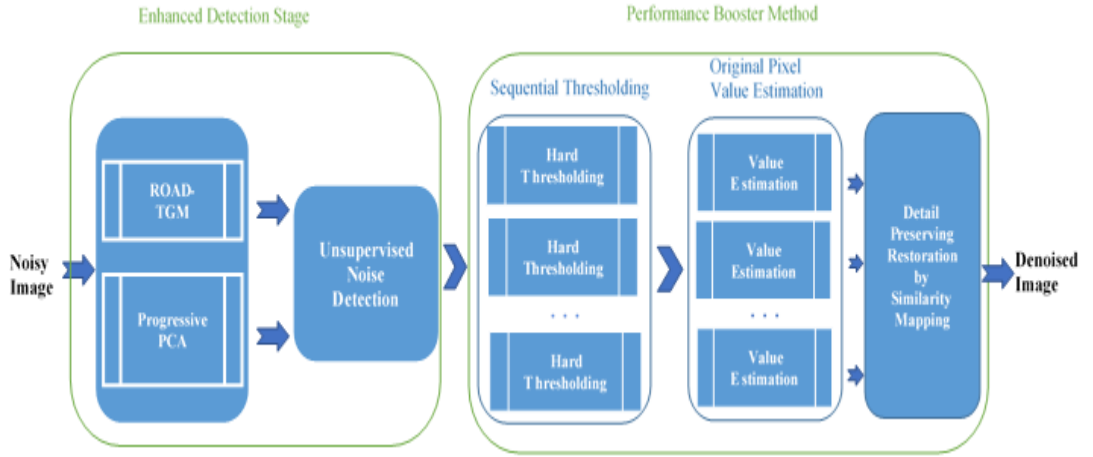 Enhanced Detection Stage
Performance Booster Method
Noisy
Image
ROAD-
TGM
Progressive
PCA
Unsupervised
Noise
Detection
Sequential Thresholding
Hard
Thresholding
Hard
Thresholding
. . .
Hard
Thresholding
Original Pixel
Value Estimation
Value
Estimation
Value
Estimation
. . .
Value
Estimation
Detail
Preserving
Restoration
by
Similarity
Mapping
Denoised
Image